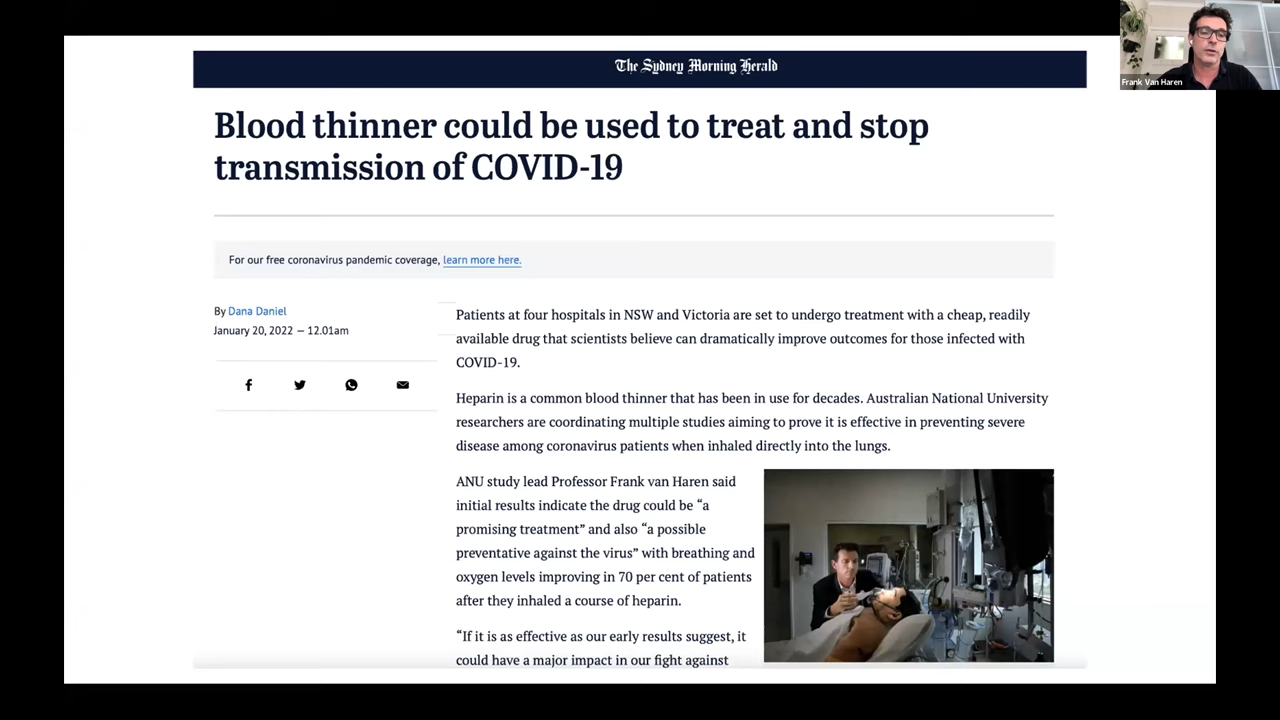 The Sydney Morning Herald
Frank Van Haren
Blood thinner could be used to treat and stop
transmission of COVID-19
For our free coronavirus pandemic coverage, learn more here.
By Dana Daniel
January 20, 2022 — 12.01am
Patients at four hospitals in NSW and Victoria are set to undergo treatment with a cheap, readily
available drug that scientists believe can dramatically improve outcomes for those infected with
COVID-19.
Heparin is a common blood thinner that has been in use for decades. Australian National University
researchers are coordinating multiple studies aiming to prove it is effective in preventing severe
disease among coronavirus patients when inhaled directly into the lungs.
ANU study lead Professor Frank van Haren said
initial results indicate the drug could be “a
promising treatment” and also “a possible
preventative against the virus” with breathing and
oxygen levels improving in 70 per cent of patients
after they inhaled a course of heparin.
“If it is as effective as our early results suggest, it
could have a major impact in our fight against